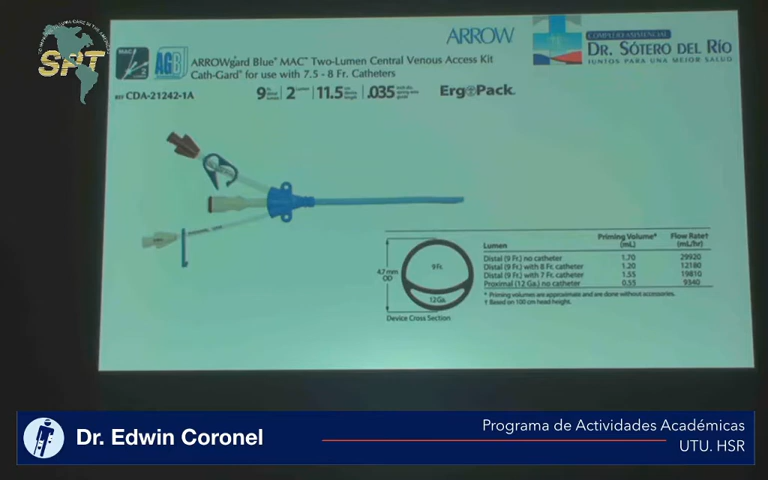 ARROW
COMPLEJO ASISTENCIAL
DR. SÓTERO DEL RÍO
JUNTOS PARA UNA MEJOR SALUD
SPT
MAC
2
AGB
ARROWgard Blue® MAC™ Two-Lumen Central Venous Access Kit
Cath-Gard® for use with 7.5 - 8 Fr. Catheters
REF CDA-21242-1A
9 2 11.5 .035
ErgoPack.
4.7 mm
OD
9 Fr.
12 Ga.
Device Cross Section
Lumen Priming Volume* (mL) Flow Rate† (mL/hr)
Distal (9 Fr.) no catheter 1.70 29920
Distal (9 Fr.) with 8 Fr. catheter 1.20 12180
Distal (9 Fr.) with 7 Fr. catheter 1.55 19810
Proximal (12 Ga.) no catheter 0.55 9340
* Priming volumes are approximate and are done without accessories.
† Based on 100 cm head height.
Dr. Edwin Coronel
Programa de Actividades Académicas
UTU. HSR